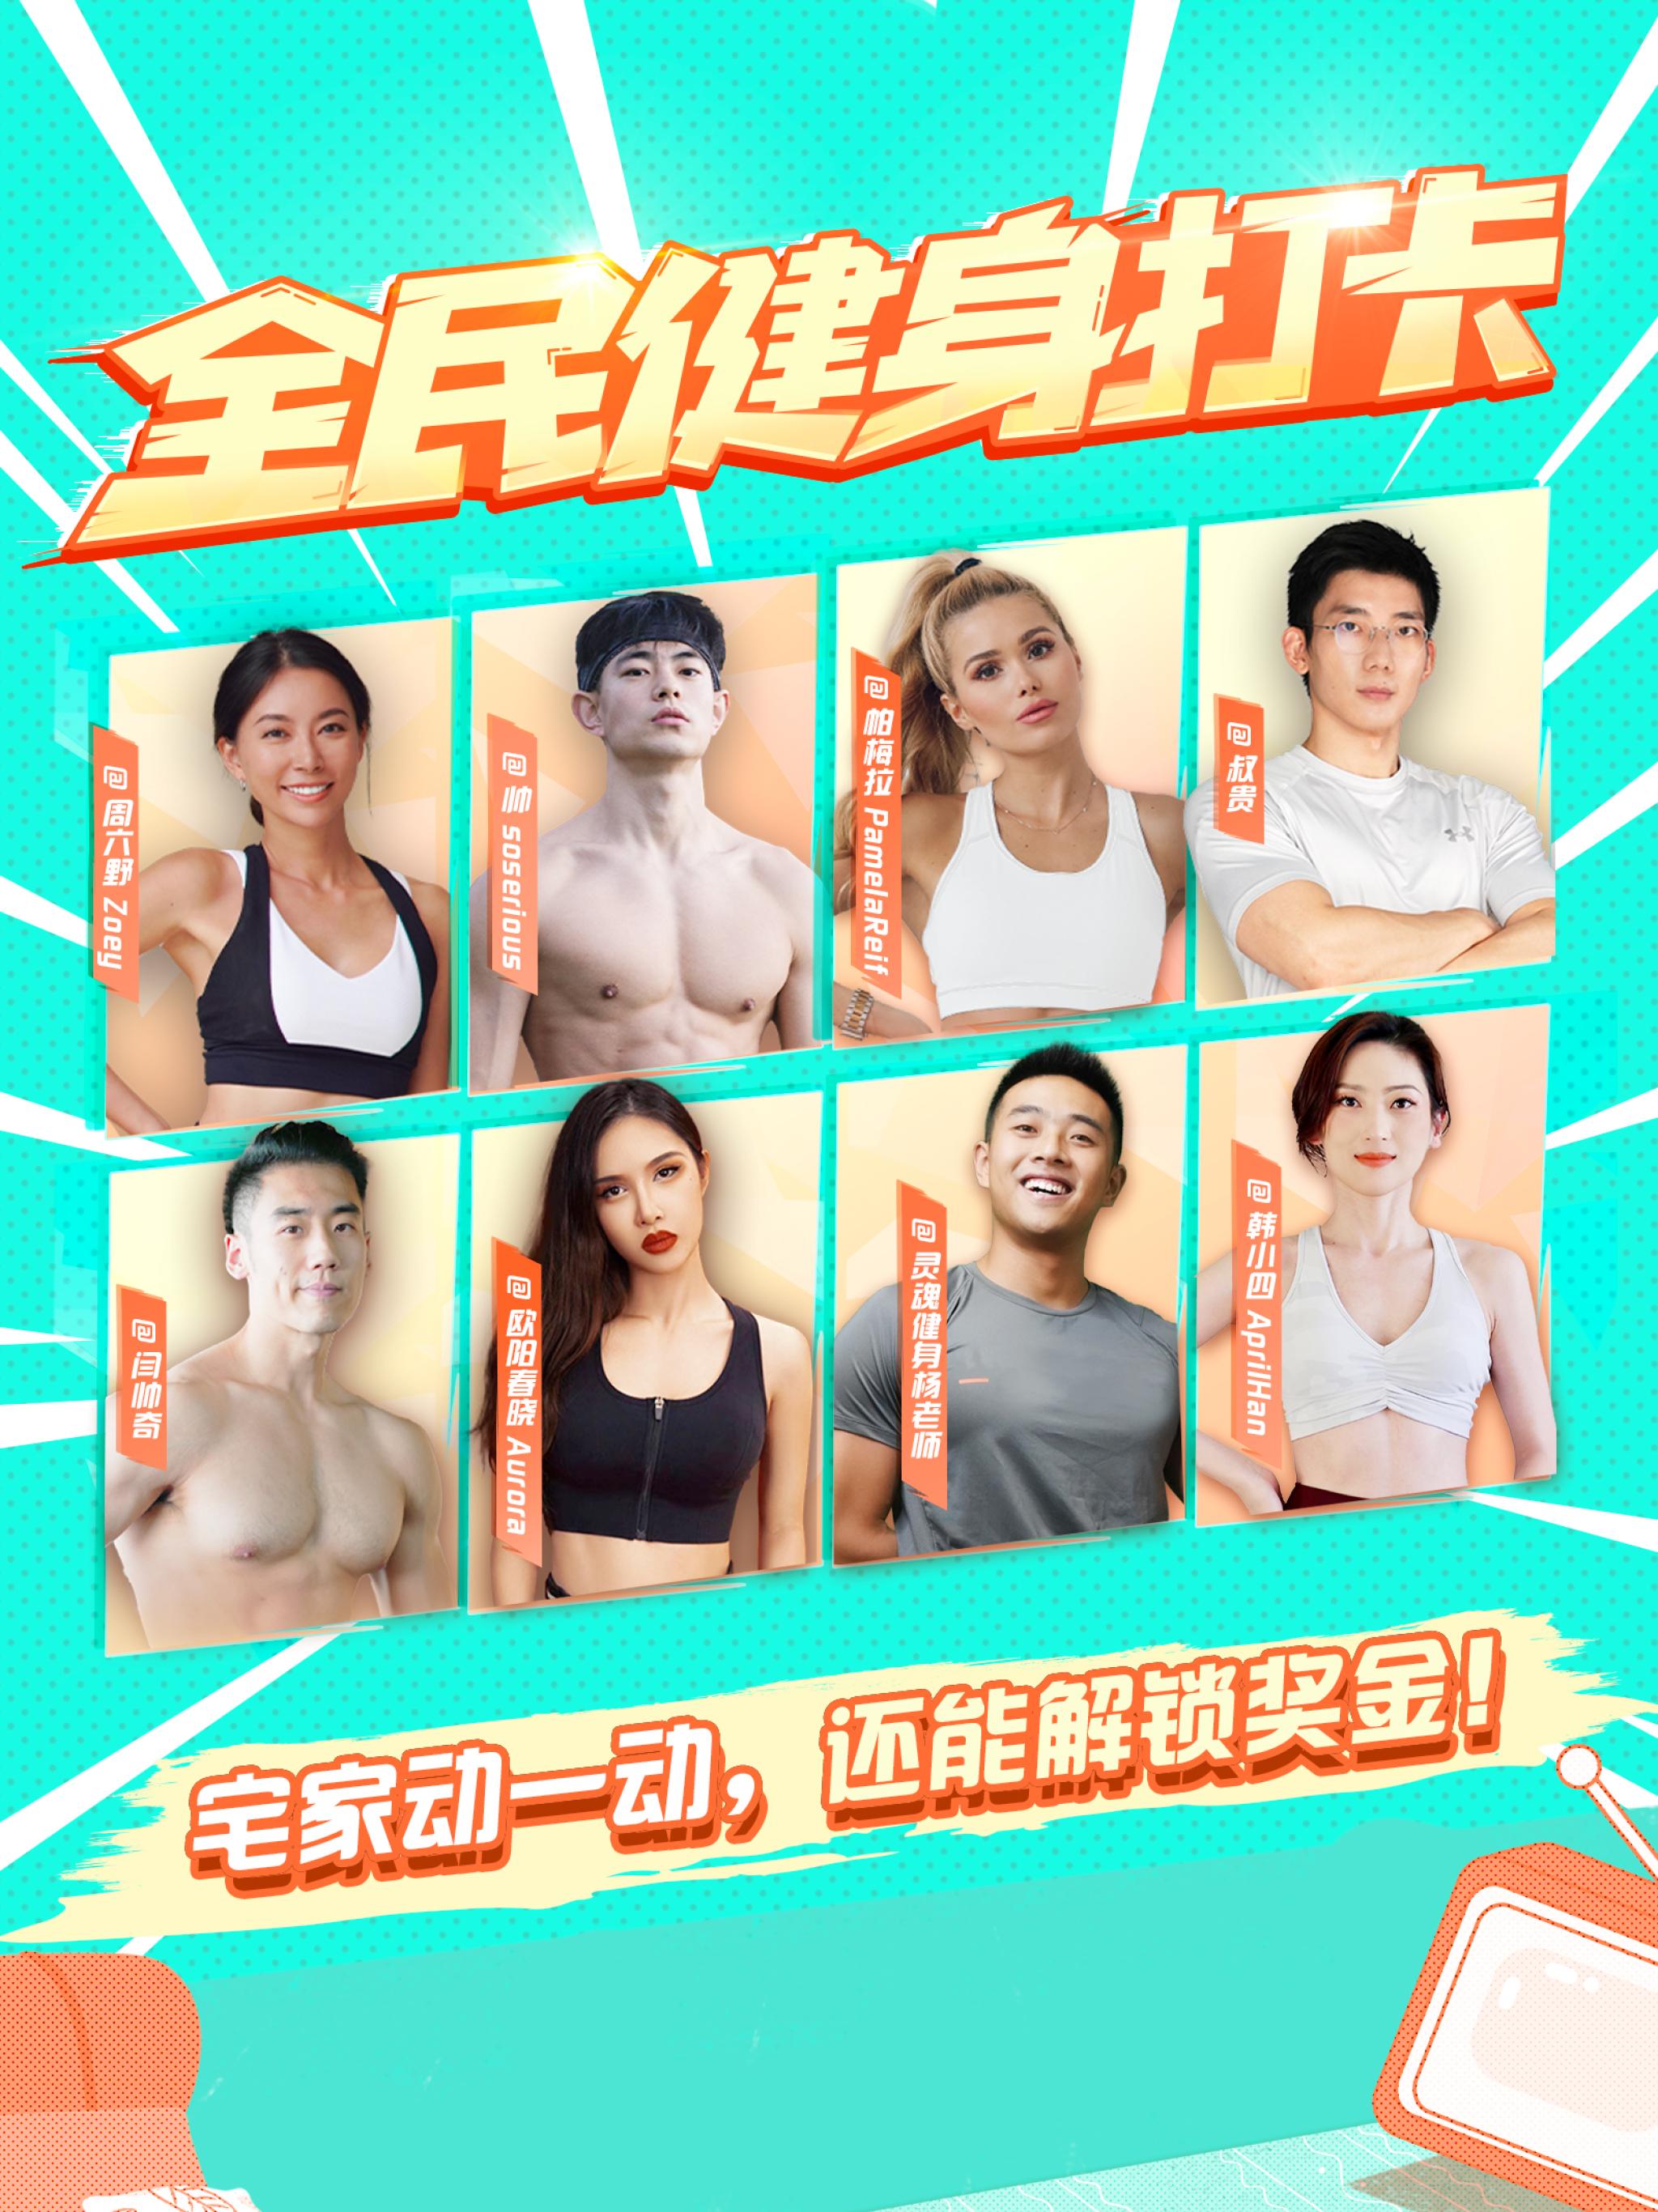 全民健身打卡
@周六野 Zoey
@帅 soserious
@帕梅拉 PamelaReif
@叔贵
@闫帅奇
@欧阳春晓 Aurora
@灵魂健身杨老师
@韩小四 AprilHan
宅家动一动，还能解锁奖金！